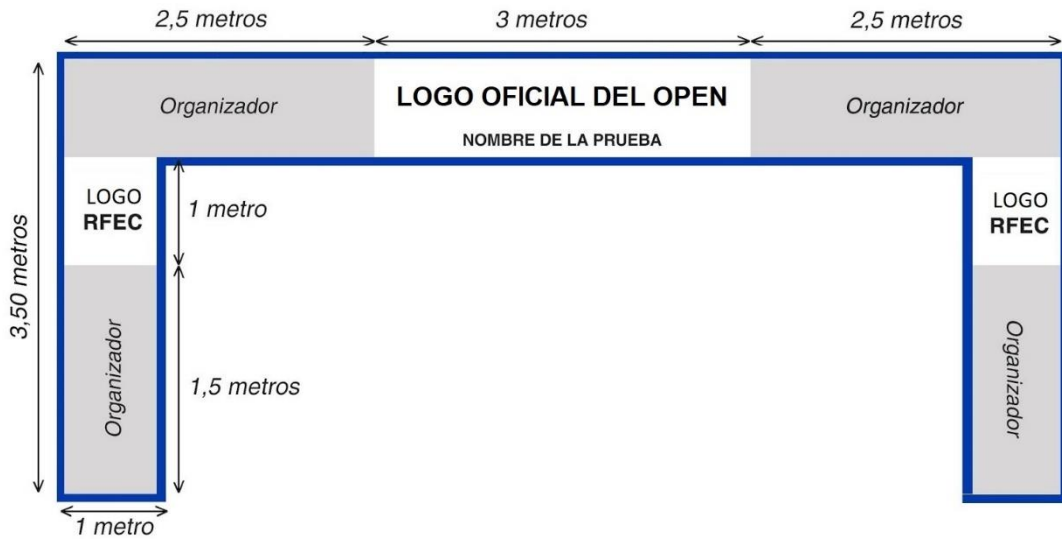 2,5 metros
3 metros
2,5 metros
Organizador
LOGO OFICIAL DEL OPEN
Organizador
NOMBRE DE LA PRUEBA
LOGO
RFEC
1 metro
LOGO
RFEC
3,50 metros
Organizador
1,5 metros
Organizador
1 metro